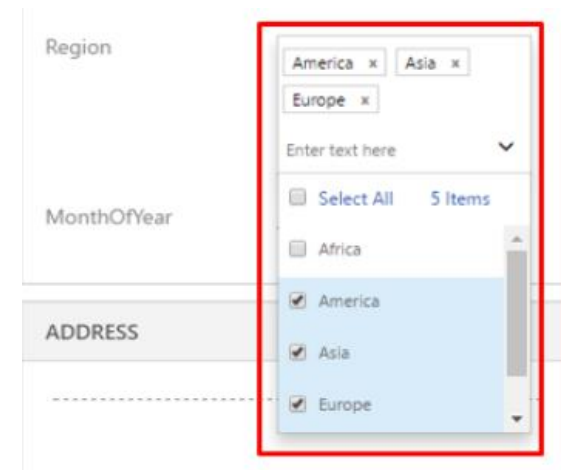 Region
America × Asia ×
Europe ×
Enter text here
Select All 5 Items
MonthOfYear
Africa
America
ADDRESS
Asia
Europe